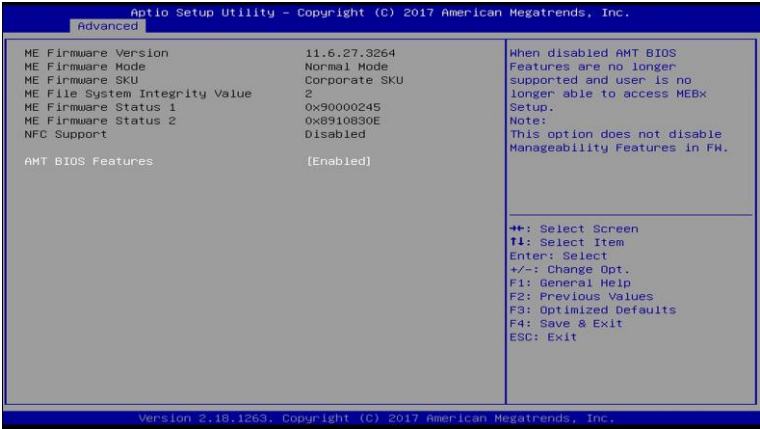 Aptio Setup Utility – Copyright (C) 2017 American Megatrends, Inc.
Advanced
ME Firmware Version 11.6.27.3264
ME Firmware Mode Normal Mode
ME Firmware SKU Corporate SKU
ME File System Integrity Value 2
ME Firmware Status 1 0x90000245
ME Firmware Status 2 0x8910830E
NFC Support Disabled
AMT BIOS Features [Enabled]
When disabled AMT BIOS
Features are no longer
supported and user is no
longer able to access MEBx
Setup.
Note:
This option does not disable
Manageability Features in FW.
→←: Select Screen
↑↓: Select Item
Enter: Select
+/-: Change Opt.
F1: General Help
F2: Previous Values
F3: Optimized Defaults
F4: Save & Exit
ESC: Exit
Version 2.18.1263. Copyright (C) 2017 American Megatrends, Inc.